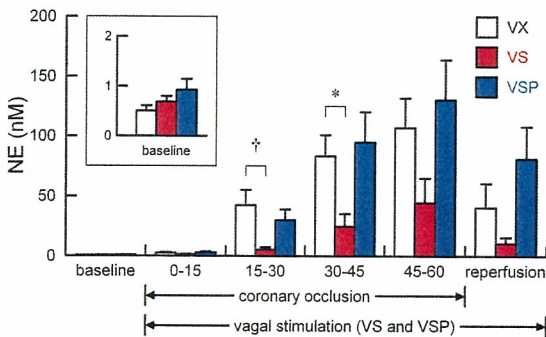 200
150
100
50
0
NE (nM)
2
1
0
baseline
VX
VS
VSP
†
*
baseline
0-15
15-30
30-45
45-60
reperfusion
coronary occlusion
vagal stimulation (VS and VSP)